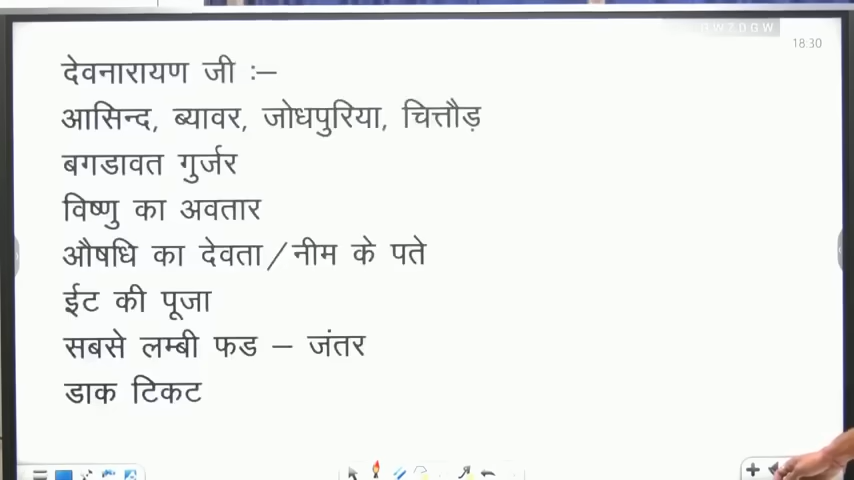 GW7DGW
18:30
देवनारायण जी :–
आसिन्द, ब्यावर, जोधपुरिया, चित्तौड़
बगडावत गुर्जर
विष्णु का अवतार
औषधि का देवता/नीम के पते
ईट की पूजा
सबसे लम्बी फड – जंतर
डाक टिकट